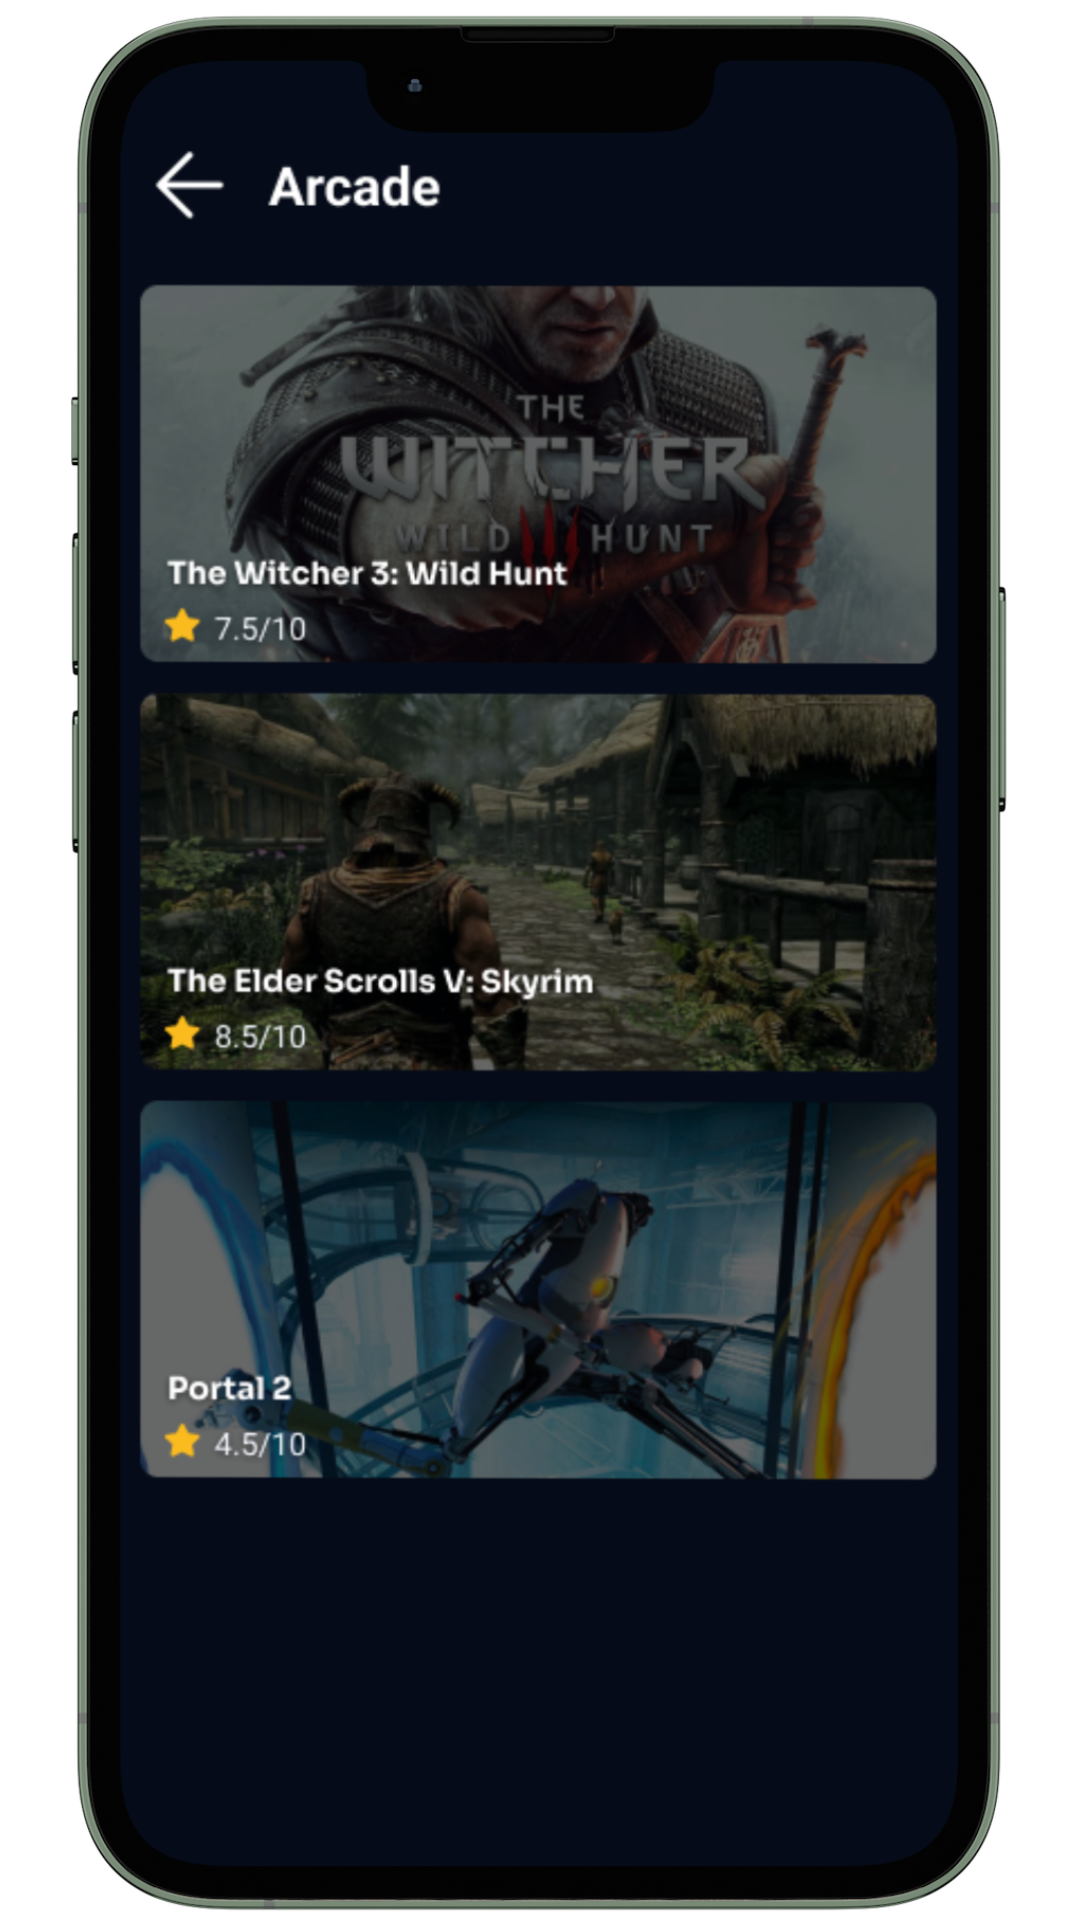 Arcade
THE
WITCHER
WILD III HUNT
The Witcher 3: Wild Hunt
7.5/10
The Elder Scrolls V: Skyrim
8.5/10
Portal 2
4.5/10